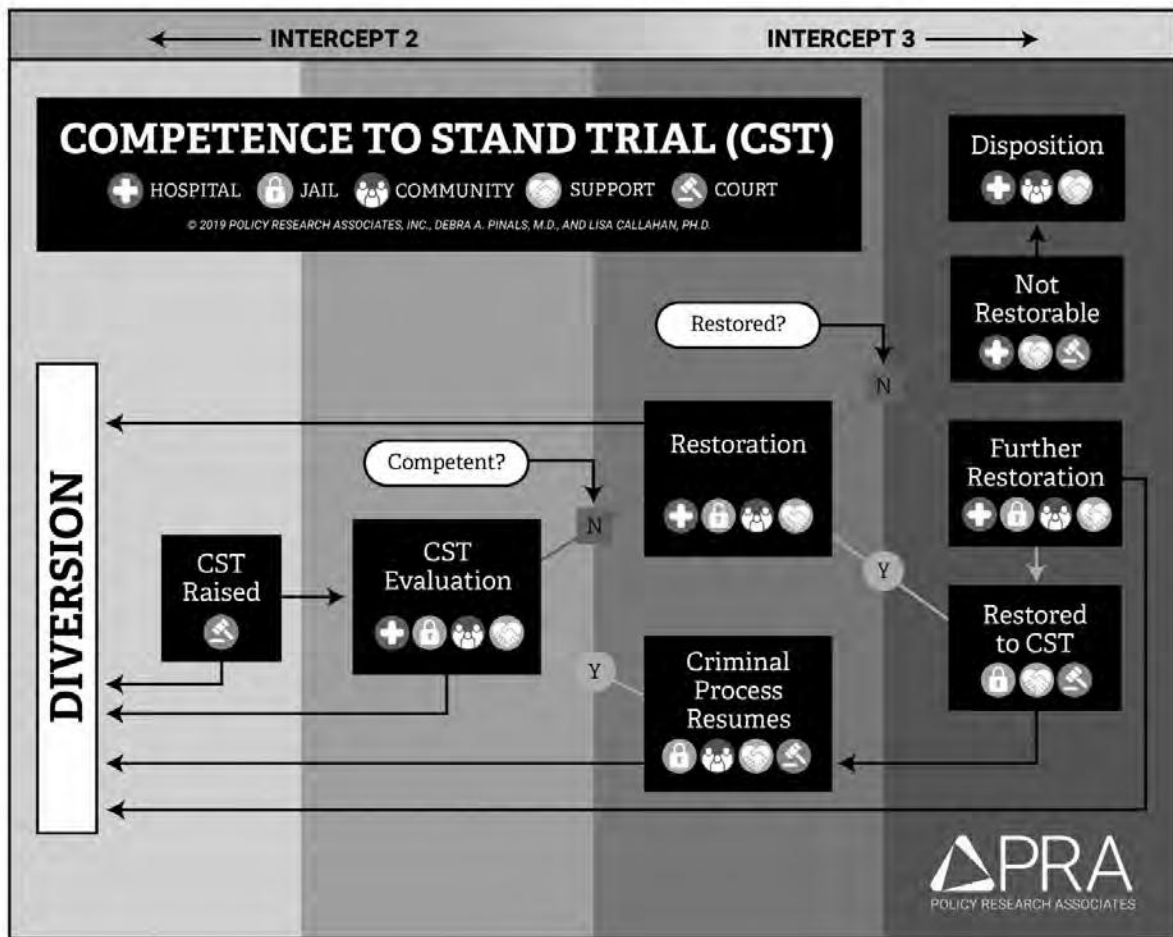 INTERCEPT 2
INTERCEPT 3
COMPETENCE TO STAND TRIAL (CST)
HOSPITAL JAIL COMMUNITY SUPPORT COURT
© 2019 POLICY RESEARCH ASSOCIATES, INC., DEBRA A. PINALS, M.D., AND LISA CALLAHAN, PH.D.
Disposition
Not
Restorable
Restored?
N
Restoration
Further
Restoration
Competent?
N
DIVERSION
CST
Raised
CST
Evaluation
Y
Restored
to CST
Y
Criminal
Process
Resumes
PRA
POLICY RESEARCH ASSOCIATES